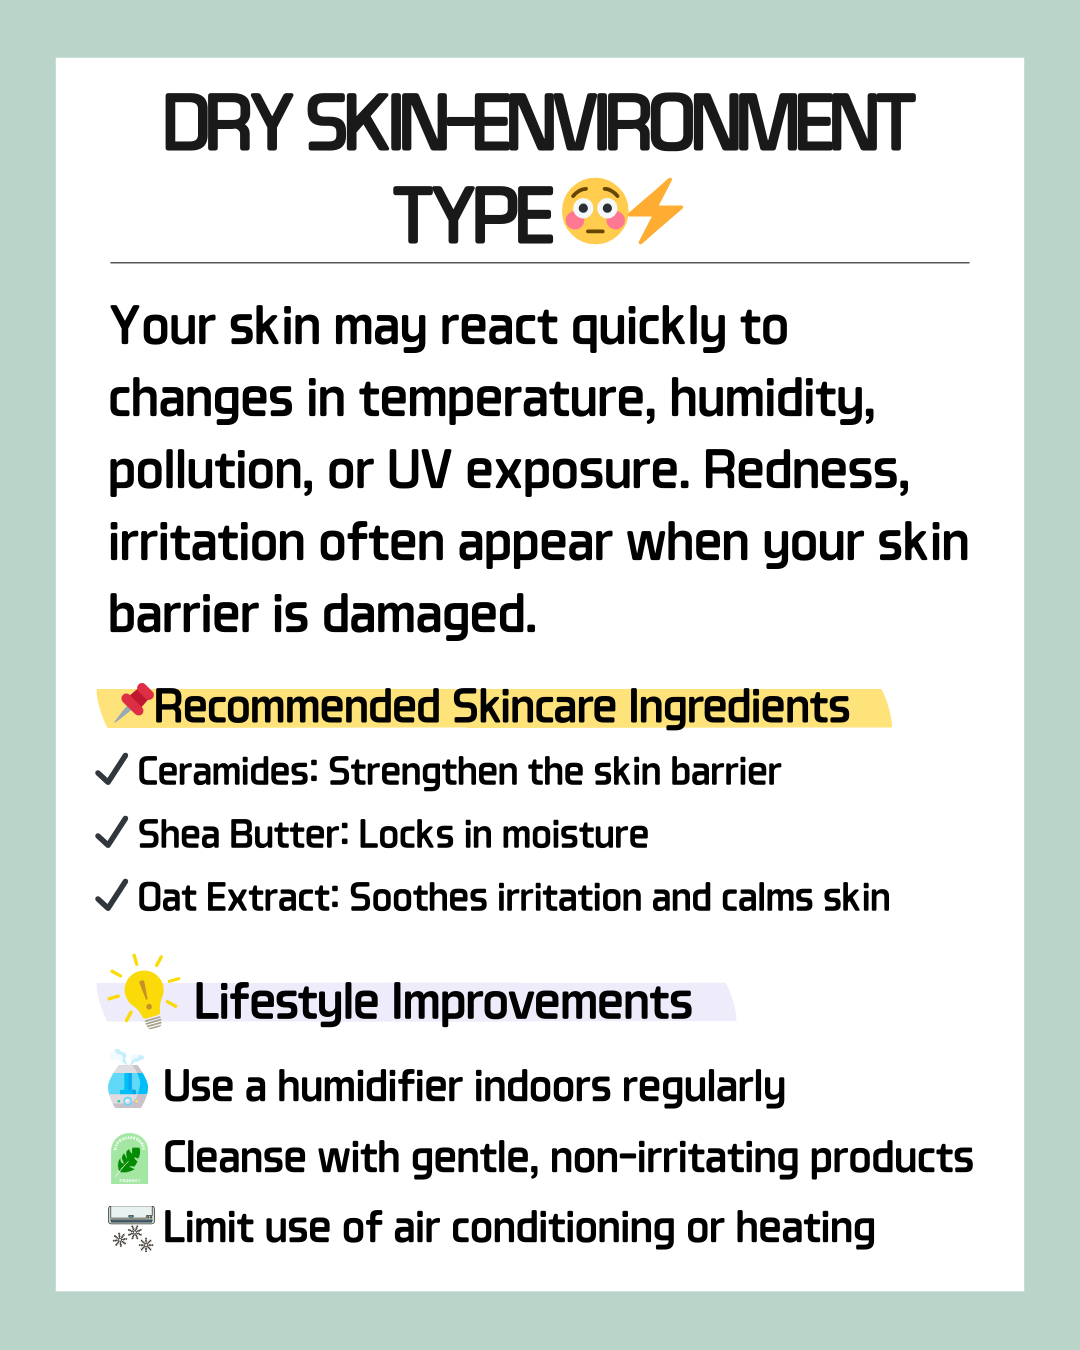 DRY SKIN-ENVIRONMENT
TYPE😳⚡
Your skin may react quickly to
changes in temperature, humidity,
pollution, or UV exposure. Redness,
irritation often appear when your skin
barrier is damaged.
📌Recommended Skincare Ingredients
✓ Ceramides: Strengthen the skin barrier
✓ Shea Butter: Locks in moisture
✓ Oat Extract: Soothes irritation and calms skin
Lifestyle Improvements
Use a humidifier indoors regularly
Cleanse with gentle, non-irritating products
PRODUCT
Limit use of air conditioning or heating